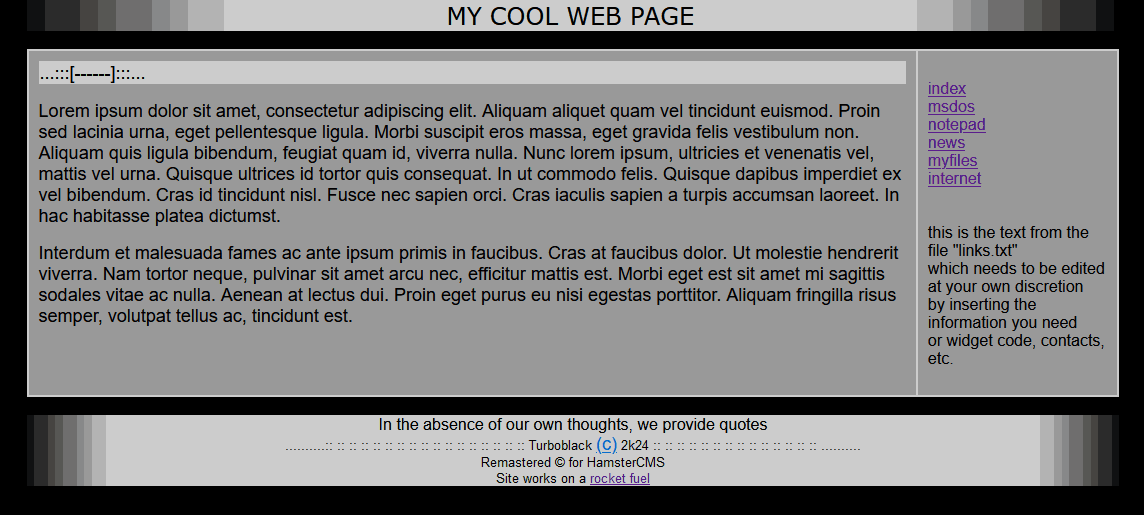 MY COOL WEB PAGE
...:::[------]:::...
Lorem ipsum dolor sit amet, consectetur adipiscing elit. Aliquam aliquet quam vel tincidunt euismod. Proin
sed lacinia urna, eget pellentesque ligula. Morbi suscipit eros massa, eget gravida felis vestibulum non.
Aliquam quis ligula bibendum, feugiat quam id, viverra nulla. Nunc lorem ipsum, ultricies et venenatis vel,
mattis vel urna. Quisque ultrices id tortor quis consequat. In ut commodo felis. Quisque dapibus imperdiet ex
vel bibendum. Cras id tincidunt nisl. Fusce nec sapien orci. Cras iaculis sapien a turpis accumsan laoreet. In
hac habitasse platea dictumst.
Interdum et malesuada fames ac ante ipsum primis in faucibus. Cras at faucibus dolor. Ut molestie hendrerit
viverra. Nam tortor neque, pulvinar sit amet arcu nec, efficitur mattis est. Morbi eget est sit amet mi sagittis
sodales vitae ac nulla. Aenean at lectus dui. Proin eget purus eu nisi egestas porttitor. Aliquam fringilla risus
semper, volutpat tellus ac, tincidunt est.
index
msdos
notepad
news
myfiles
internet
this is the text from the
file "links.txt"
which needs to be edited
at your own discretion
by inserting the
information you need
or widget code, contacts,
etc.
In the absence of our own thoughts, we provide quotes
Turboblack (c) 2k24
Remastered © for HamsterCMS
Site works on a rocket fuel